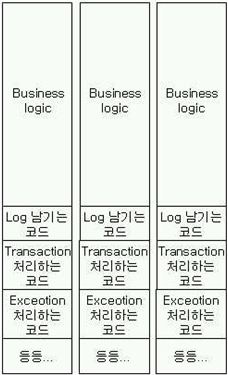 Business
logic
Business
logic
Business
logic
Log 남기는
코드
Log 남기는
코드
Log 남기는
코드
Transaction
처리하는
코드
Transaction
처리하는
코드
Transaction
처리하는
코드
Exceotion
처리하는
코드
Exceotion
처리하는
코드
Exceotion
처리하는
코드
등등...
등등...
등등...